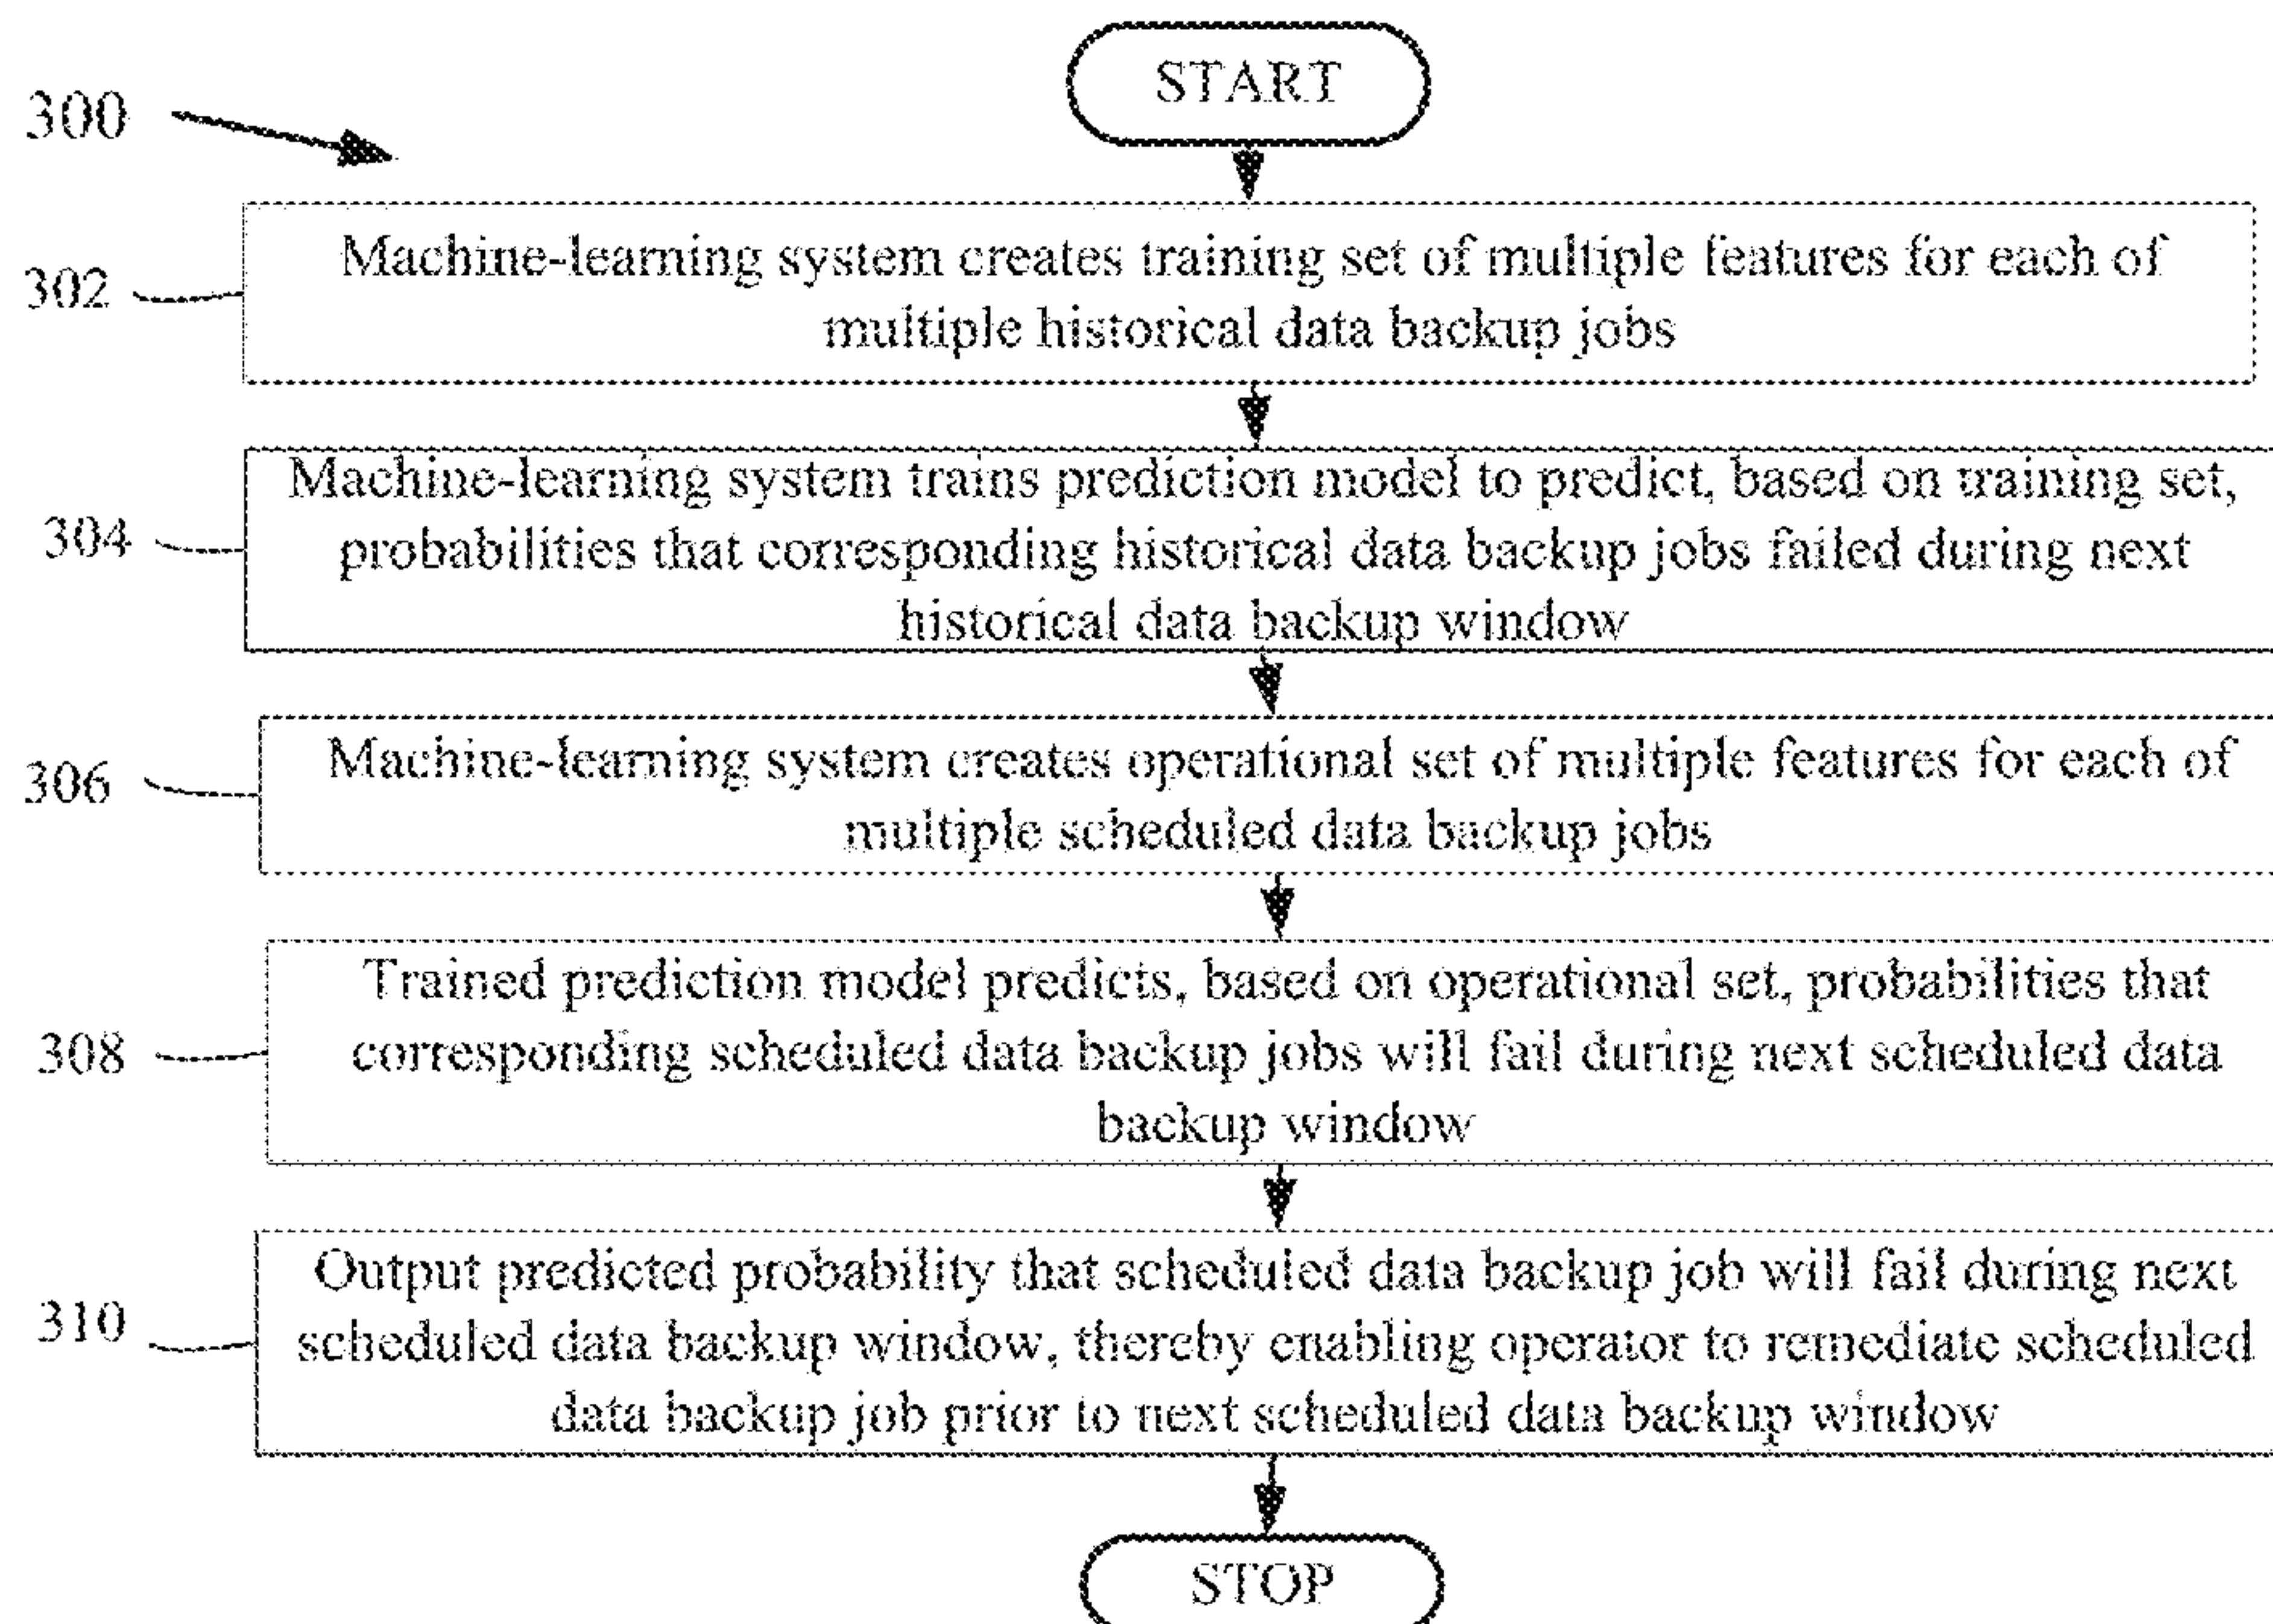 START
300
302
Machine-learning system creates training set of multiple features for each of
multiple historical data backup jobs
304
Machine-learning system trains prediction model to predict, based on training set,
probabilities that corresponding historical data backup jobs failed during next
historical data backup window
306
Machine-learning system creates operational set of multiple features for each of
multiple scheduled data backup jobs
308
Trained prediction model predicts, based on operational set, probabilities that
corresponding scheduled data backup jobs will fail during next scheduled data
backup window
310
Output predicted probability that scheduled data backup job will fail during next
scheduled data backup window, thereby enabling operator to remediate scheduled
data backup job prior to next scheduled data backup window
STOP